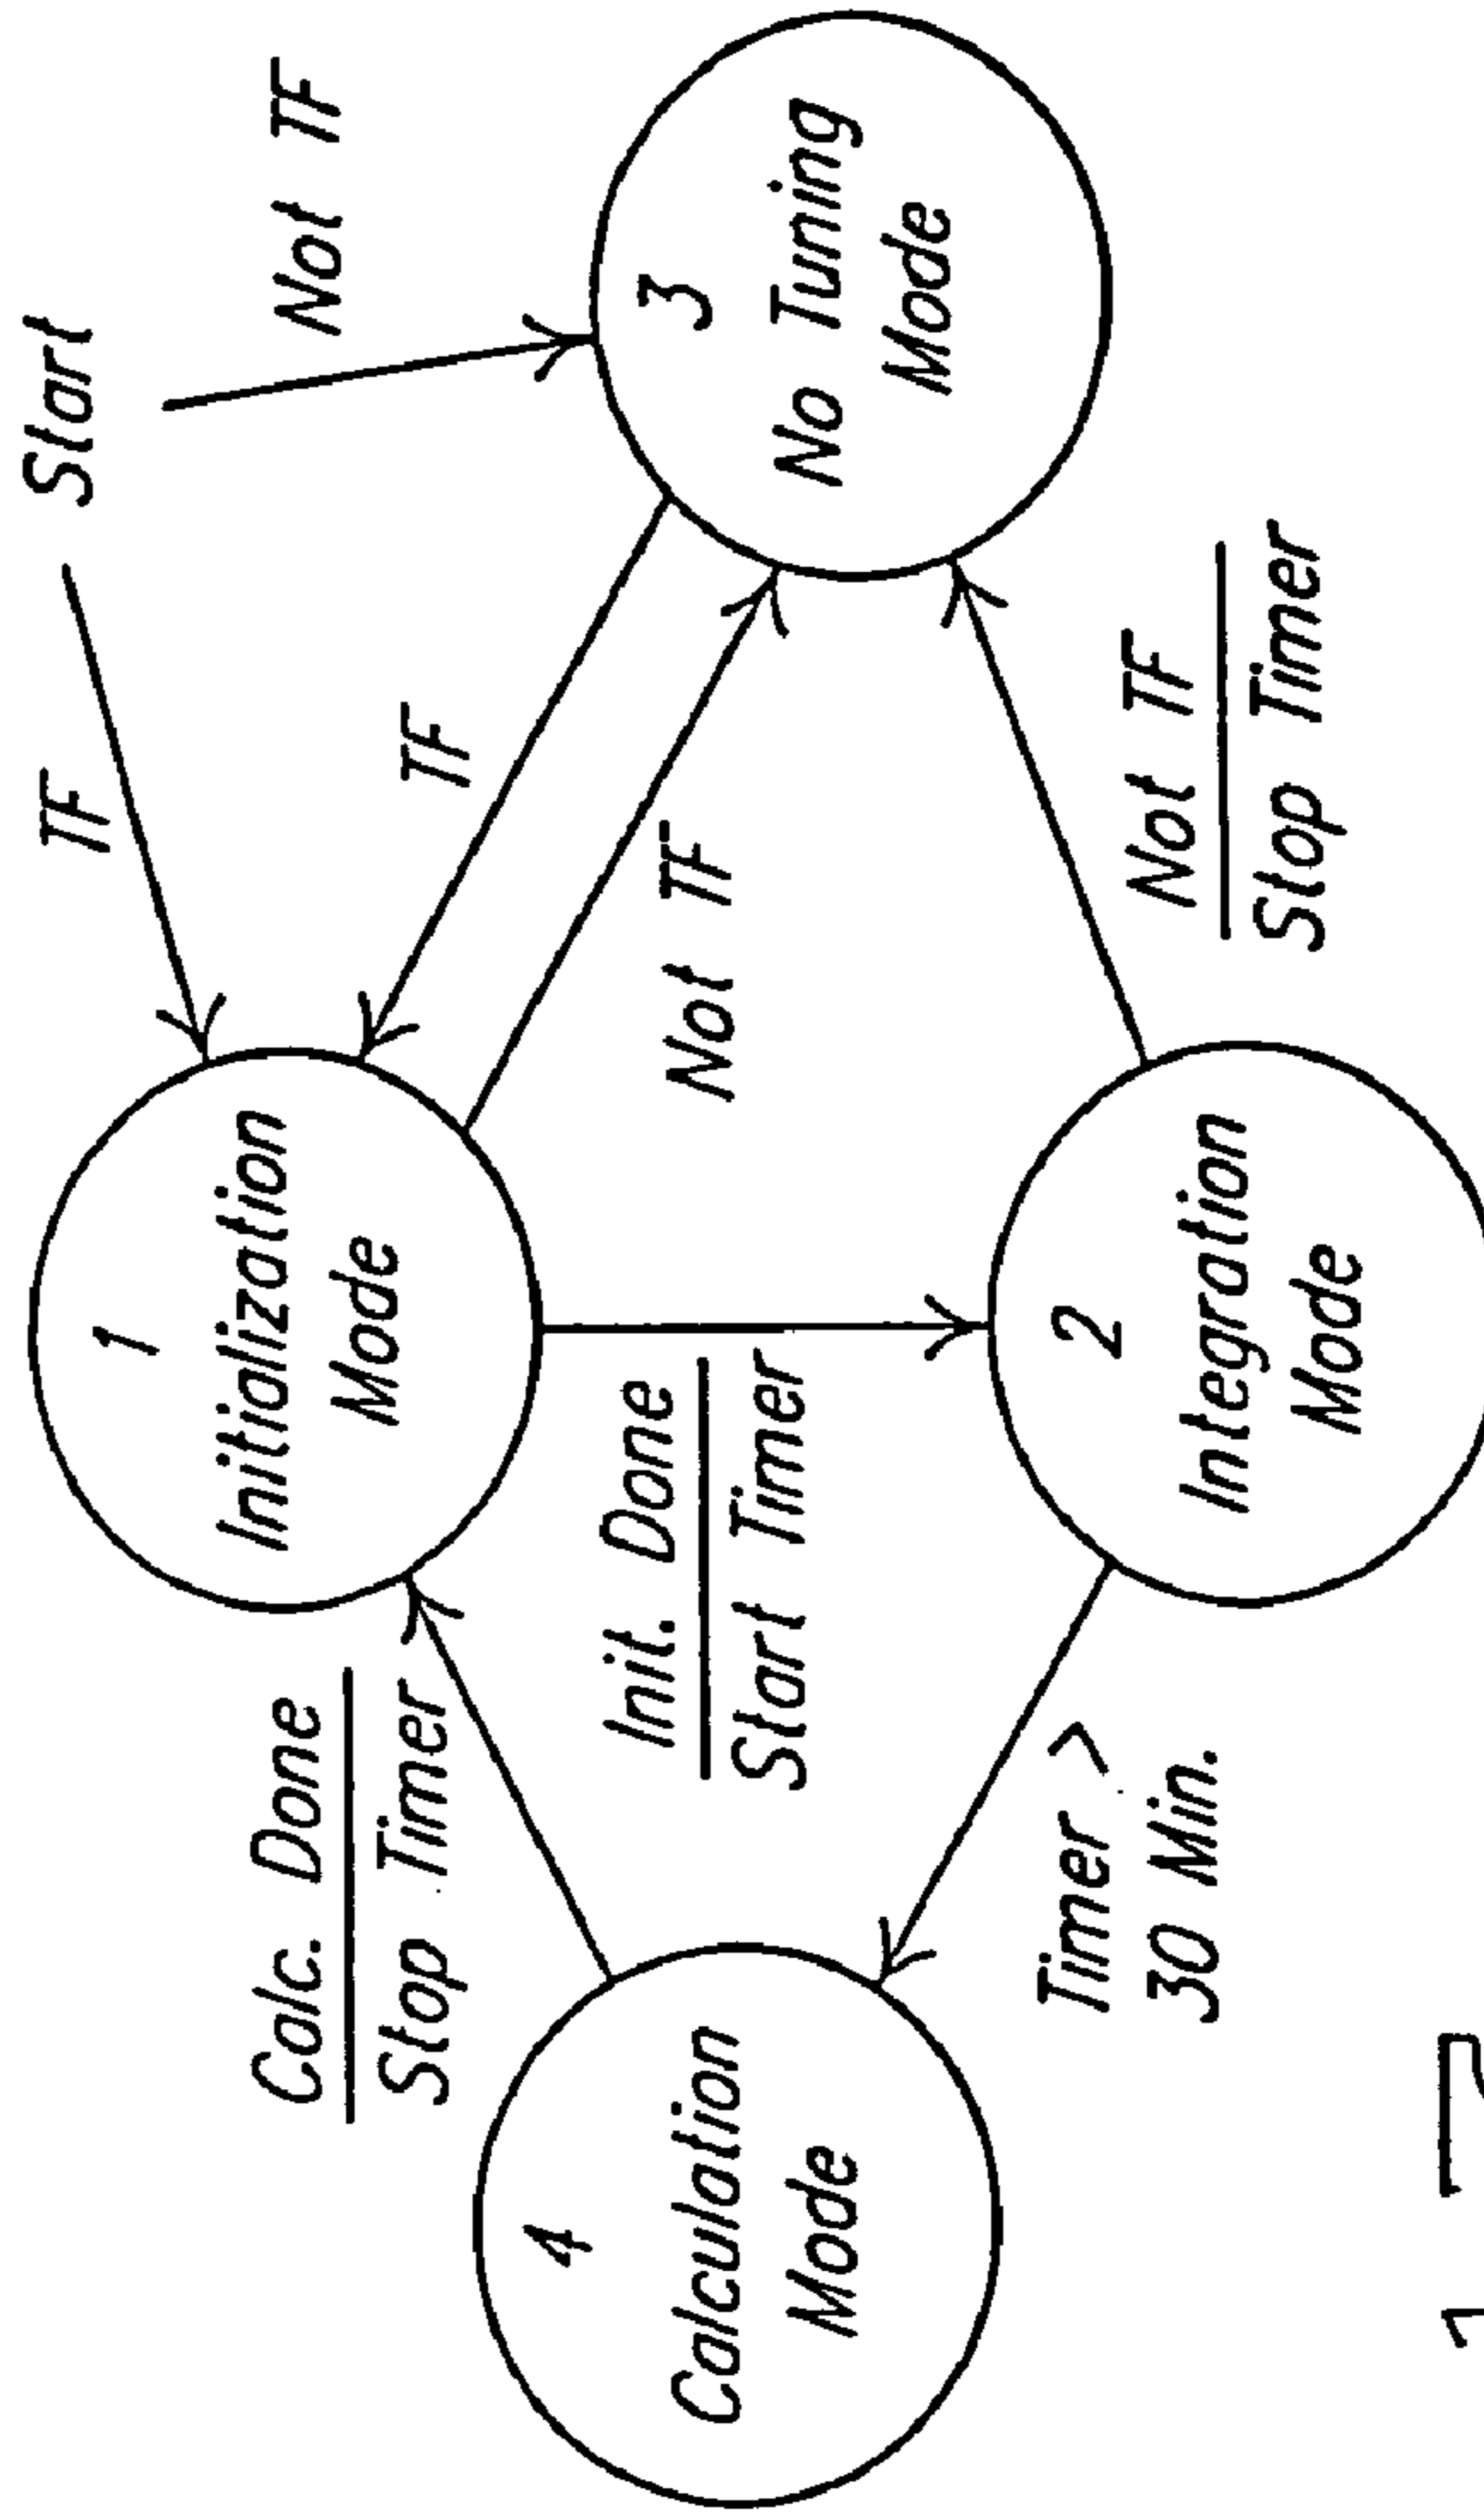 Start
TF
Not TF
1
Initialization
Mode
Calc. Done
Stop Timer
TF
Not TF
3
No Tuning
Mode
4
Calculation
Mode
Init. Done
Start Timer
2
Integration
Mode
Timer >
30 Min.
Not TF
Stop Timer